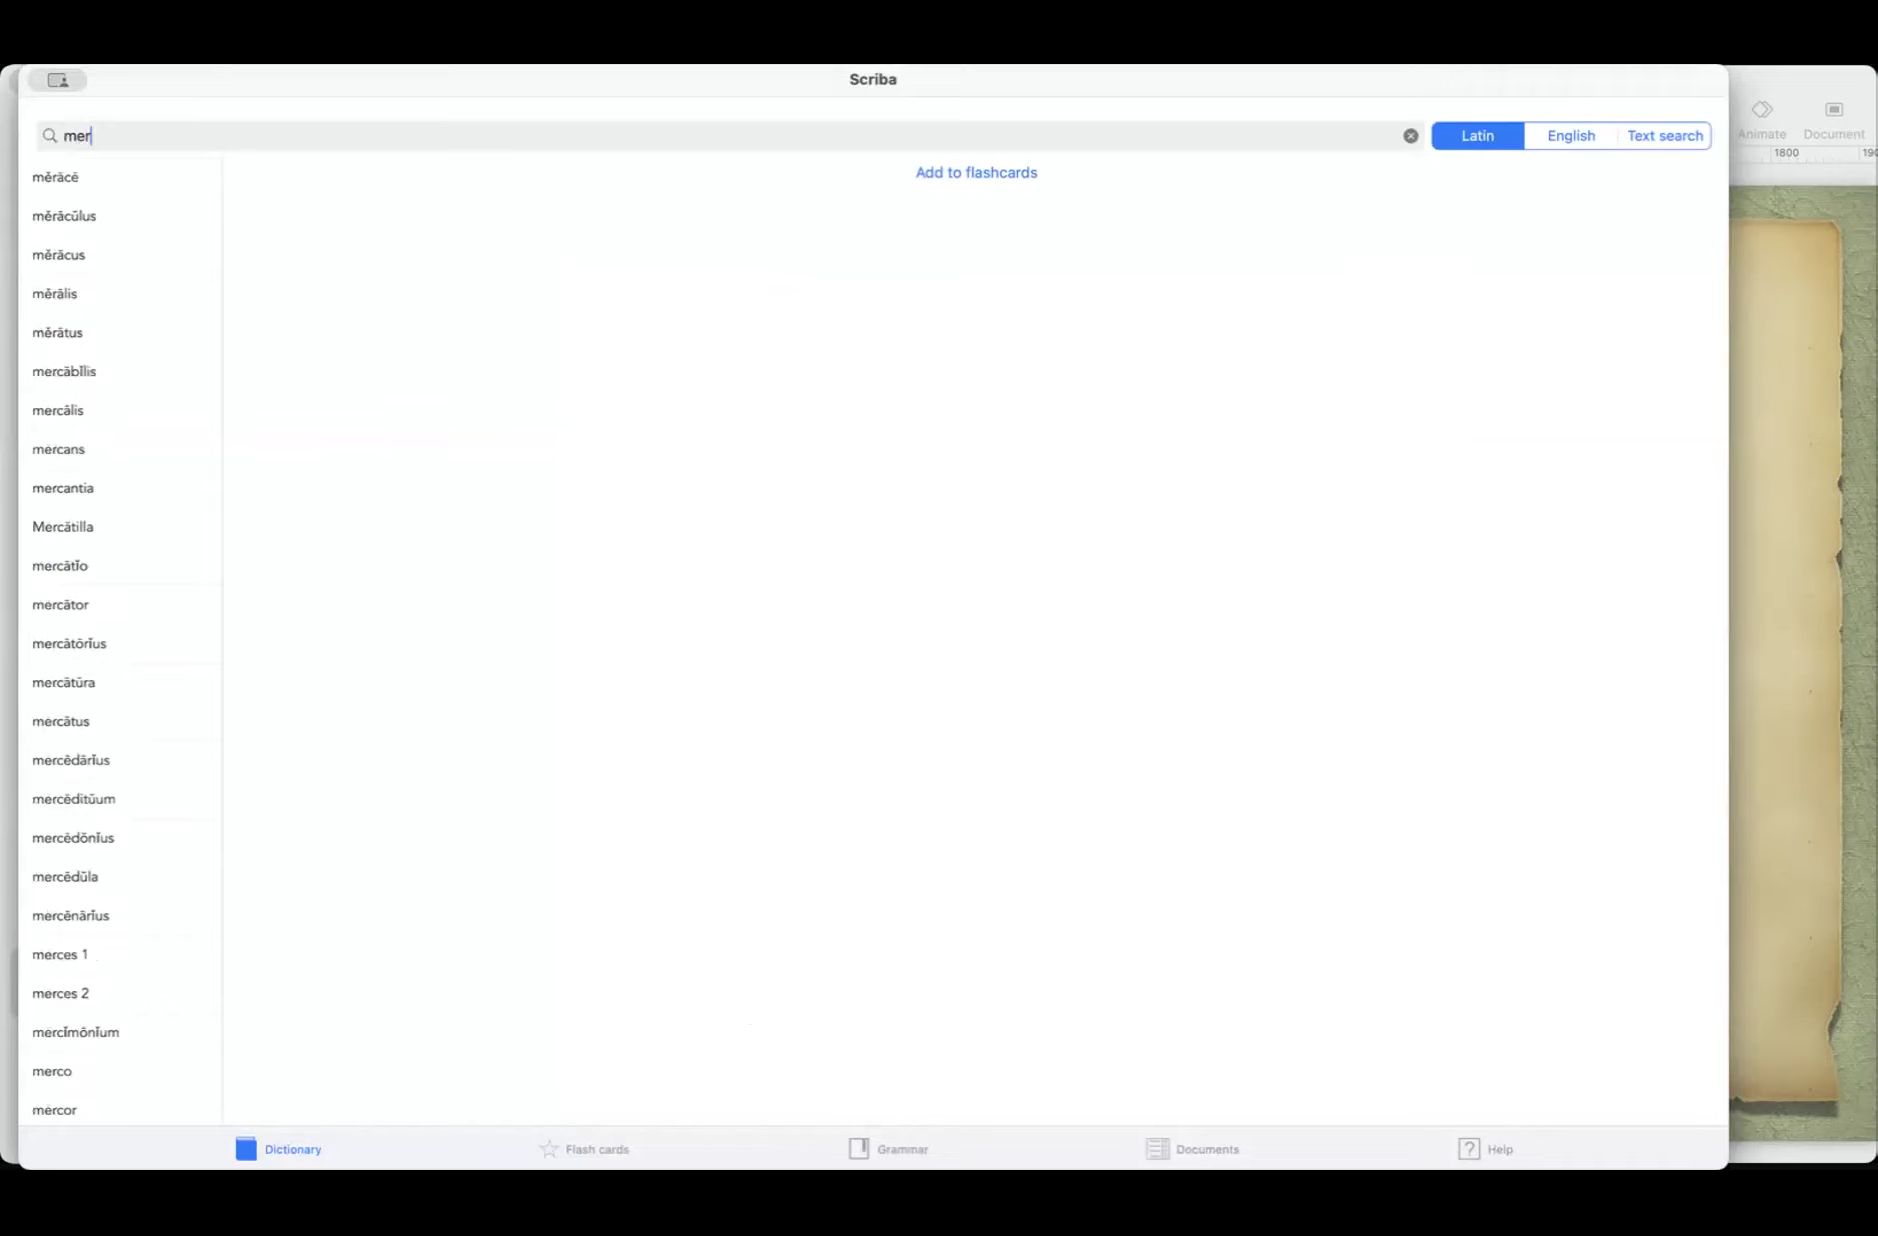 Scriba
mer
Latin
English
Text search
Animate
Document
1800
190
Add to flashcards
mĕrācē
mĕrācŭlus
mĕrācus
mĕrālis
mĕrātus
mercābĭlis
mercālis
mercans
mercantia
Mercātilla
mercātĭo
mercātor
mercātōrĭus
mercātūra
mercātus
mercēdārĭus
mercēditŭum
mercēdōnĭus
mercēdŭla
mercēnārĭus
merces 1
merces 2
mercĭmōnĭum
merco
mercor
Dictionary
Flash cards
Grammar
Documents
Help